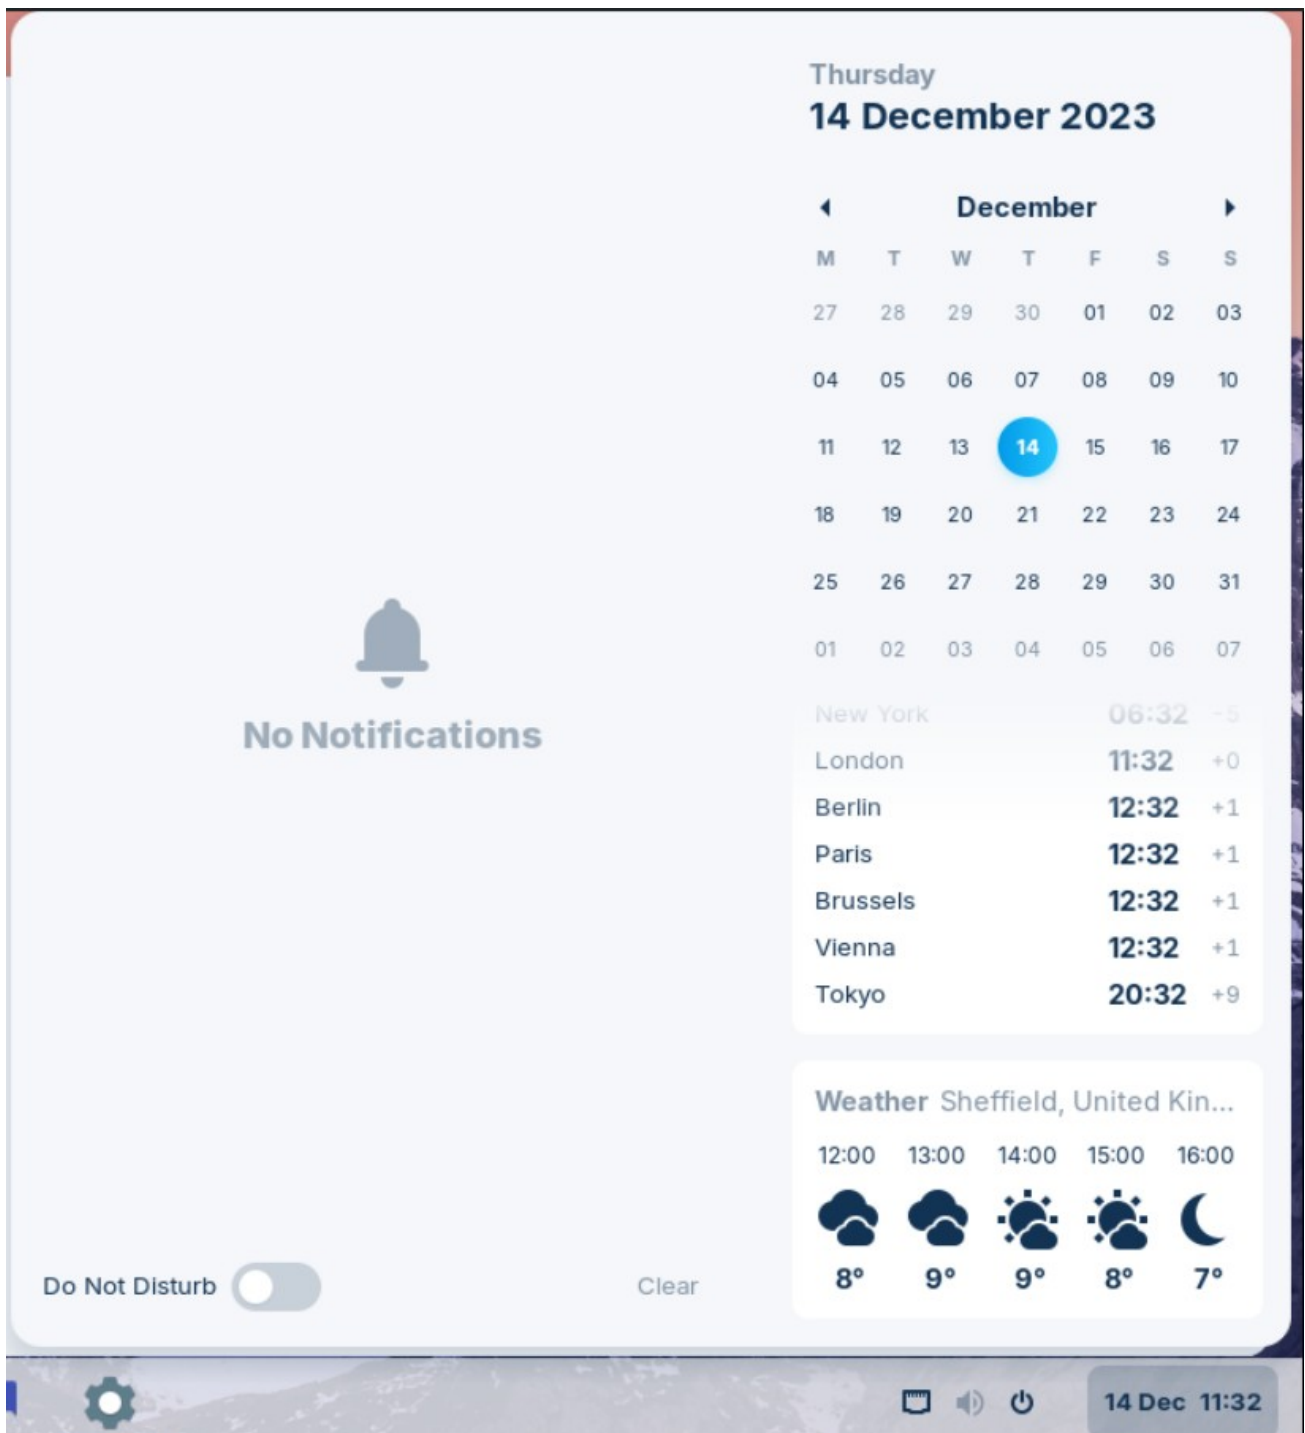 Thursday
14 December 2023
December
M T W T F S S
27 28 29 30 01 02 03
04 05 06 07 08 09 10
11 12 13 14 15 16 17
18 19 20 21 22 23 24
25 26 27 28 29 30 31
01 02 03 04 05 06 07
New York 06:32 -5
London 11:32 +0
Berlin 12:32 +1
Paris 12:32 +1
Brussels 12:32 +1
Vienna 12:32 +1
Tokyo 20:32 +9
Weather Sheffield, United Kin...
12:00 13:00 14:00 15:00 16:00
8° 9° 9° 8° 7°
No Notifications
Do Not Disturb Clear
14 Dec 11:32